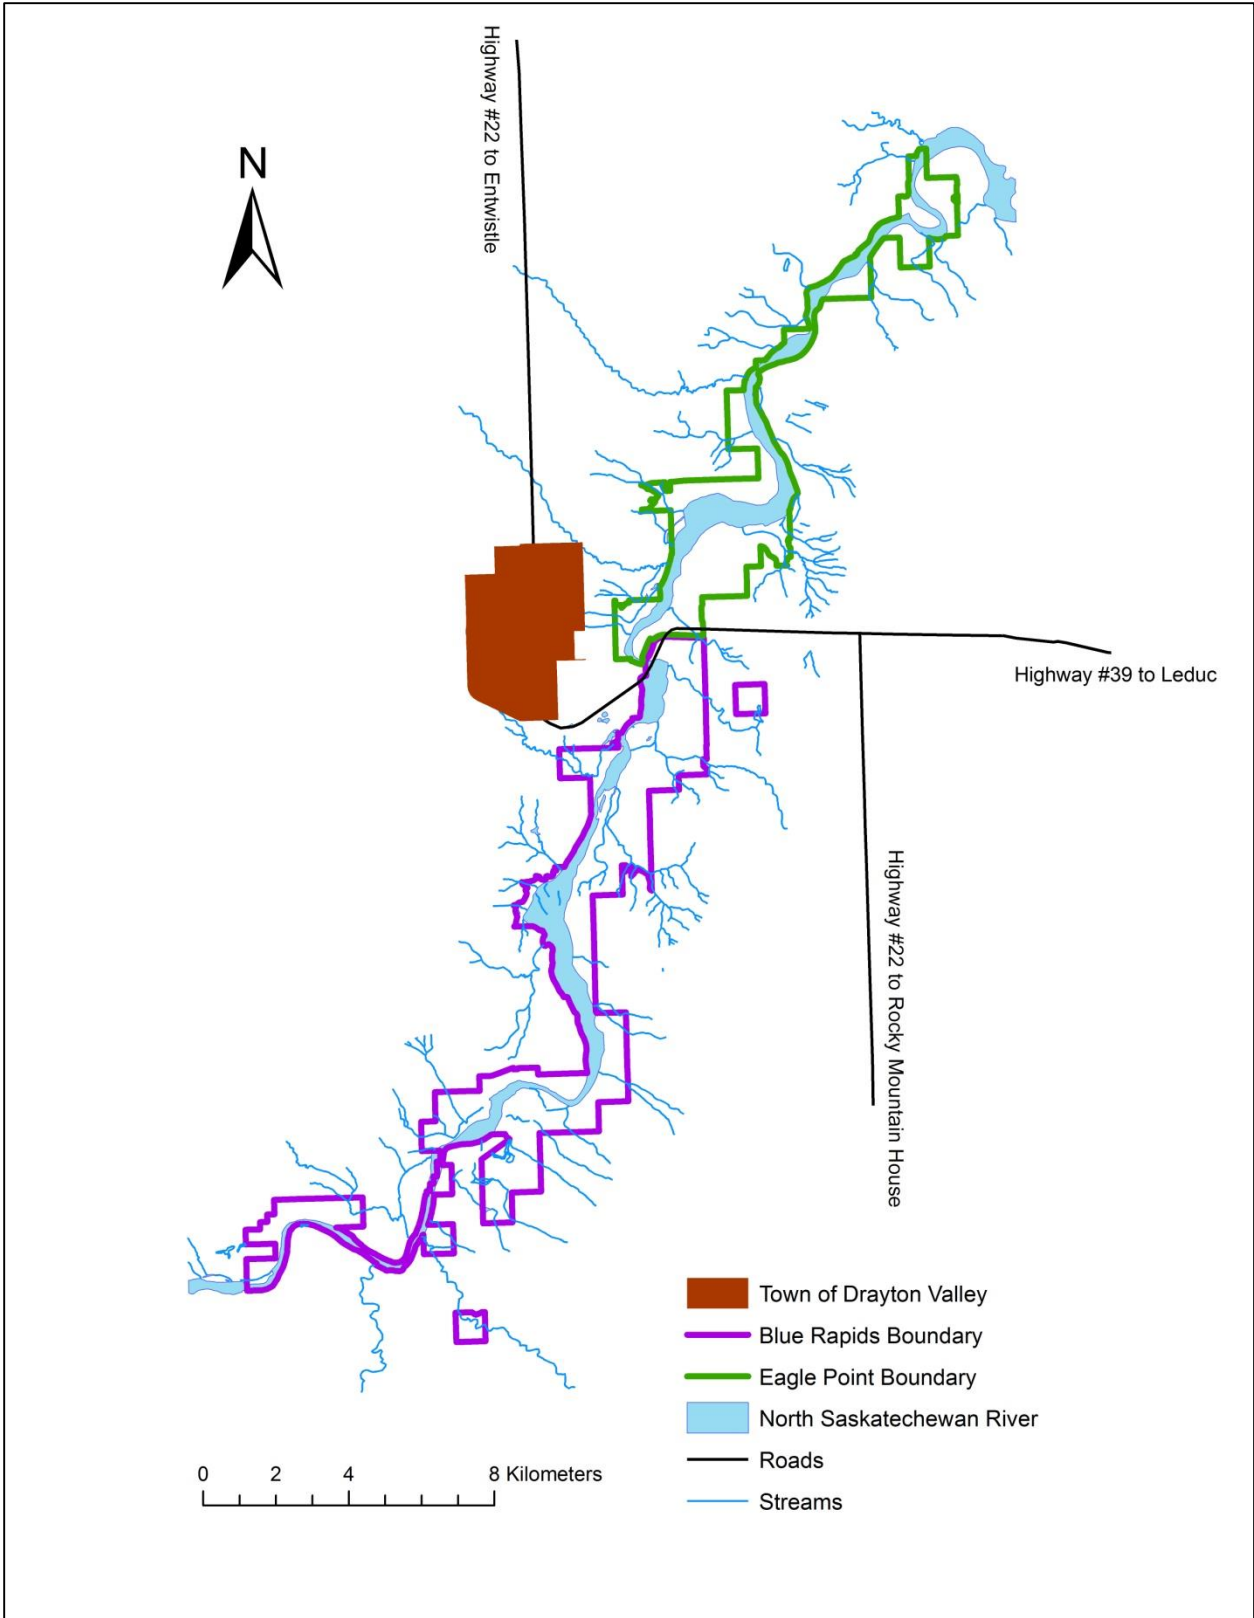 Highway #22 to Entwistle
N
Highway #39 to Leduc
Highway #22 to Rocky Mountain House
Town of Drayton Valley
Blue Rapids Boundary
Eagle Point Boundary
North Saskatechewan River
Roads
Streams
0 2 4 8 Kilometers